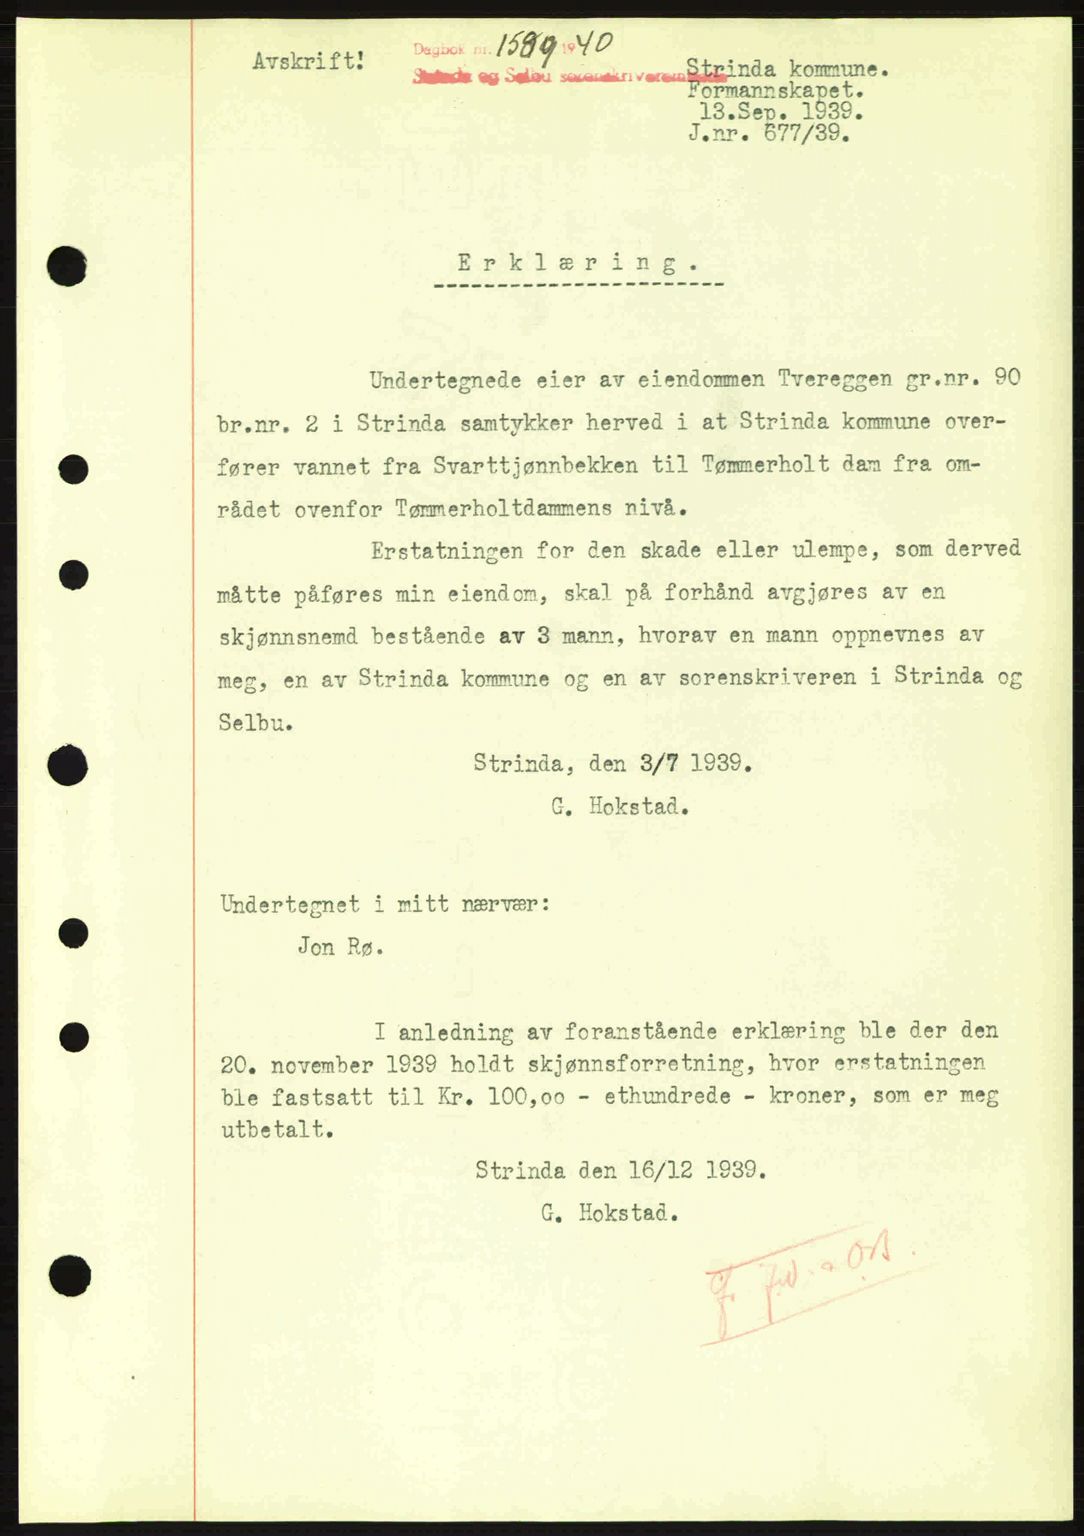 Avskrift!
Dagbok nr. 1589 1940
Strinda og Selbu sorenskriverembede
Strinda kommune.
Formannskapet.
13.Sep. 1939.
J.nr. 677/39.
Erklæring.
Undertegnede eier av eiendommen Tvereggen gr.nr. 90
br.nr. 2 i Strinda samtykker herved i at Strinda kommune over-
fører vannet fra Svarttjønnbekken til Tømmerholt dam fra om-
rådet ovenfor Tømmerholtdammens nivå.
Erstatningen for den skade eller ulempe, som derved
måtte påføres min eiendom, skal på forhånd avgjøres av en
skjønnsnemd bestående av 3 mann, hvorav en mann oppnevnes av
meg, en av Strinda kommune og en av sorenskriveren i Strinda og
Selbu.
Strinda, den 3/7 1939.
G. Hokstad.
Undertegnet i mitt nærvær:
Jon Rø.
I anledning av foranstående erklæring ble der den
20. november 1939 holdt skjønnsforretning, hvor erstatningen
ble fastsatt til Kr. 100,oo - ethundrede - kroner, som er meg
utbetalt.
Strinda den 16/12 1939.
G. Hokstad.